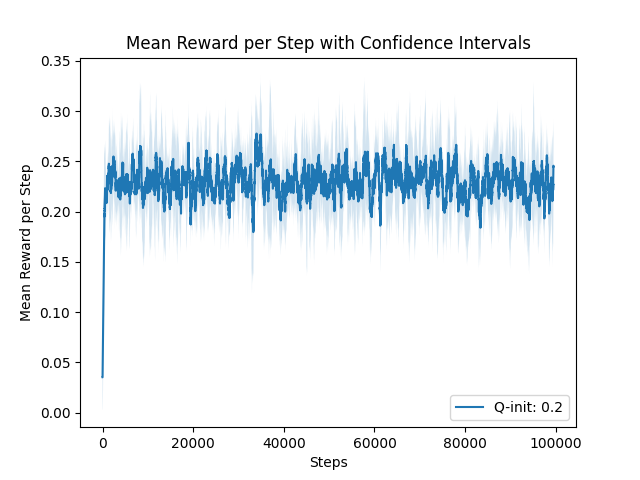 Mean Reward per Step with Confidence Intervals
0.35
0.30
0.25
0.20
0.15
0.10
0.05
0.00
Mean Reward per Step
Q-init: 0.2
0 20000 40000 60000 80000 100000
Steps